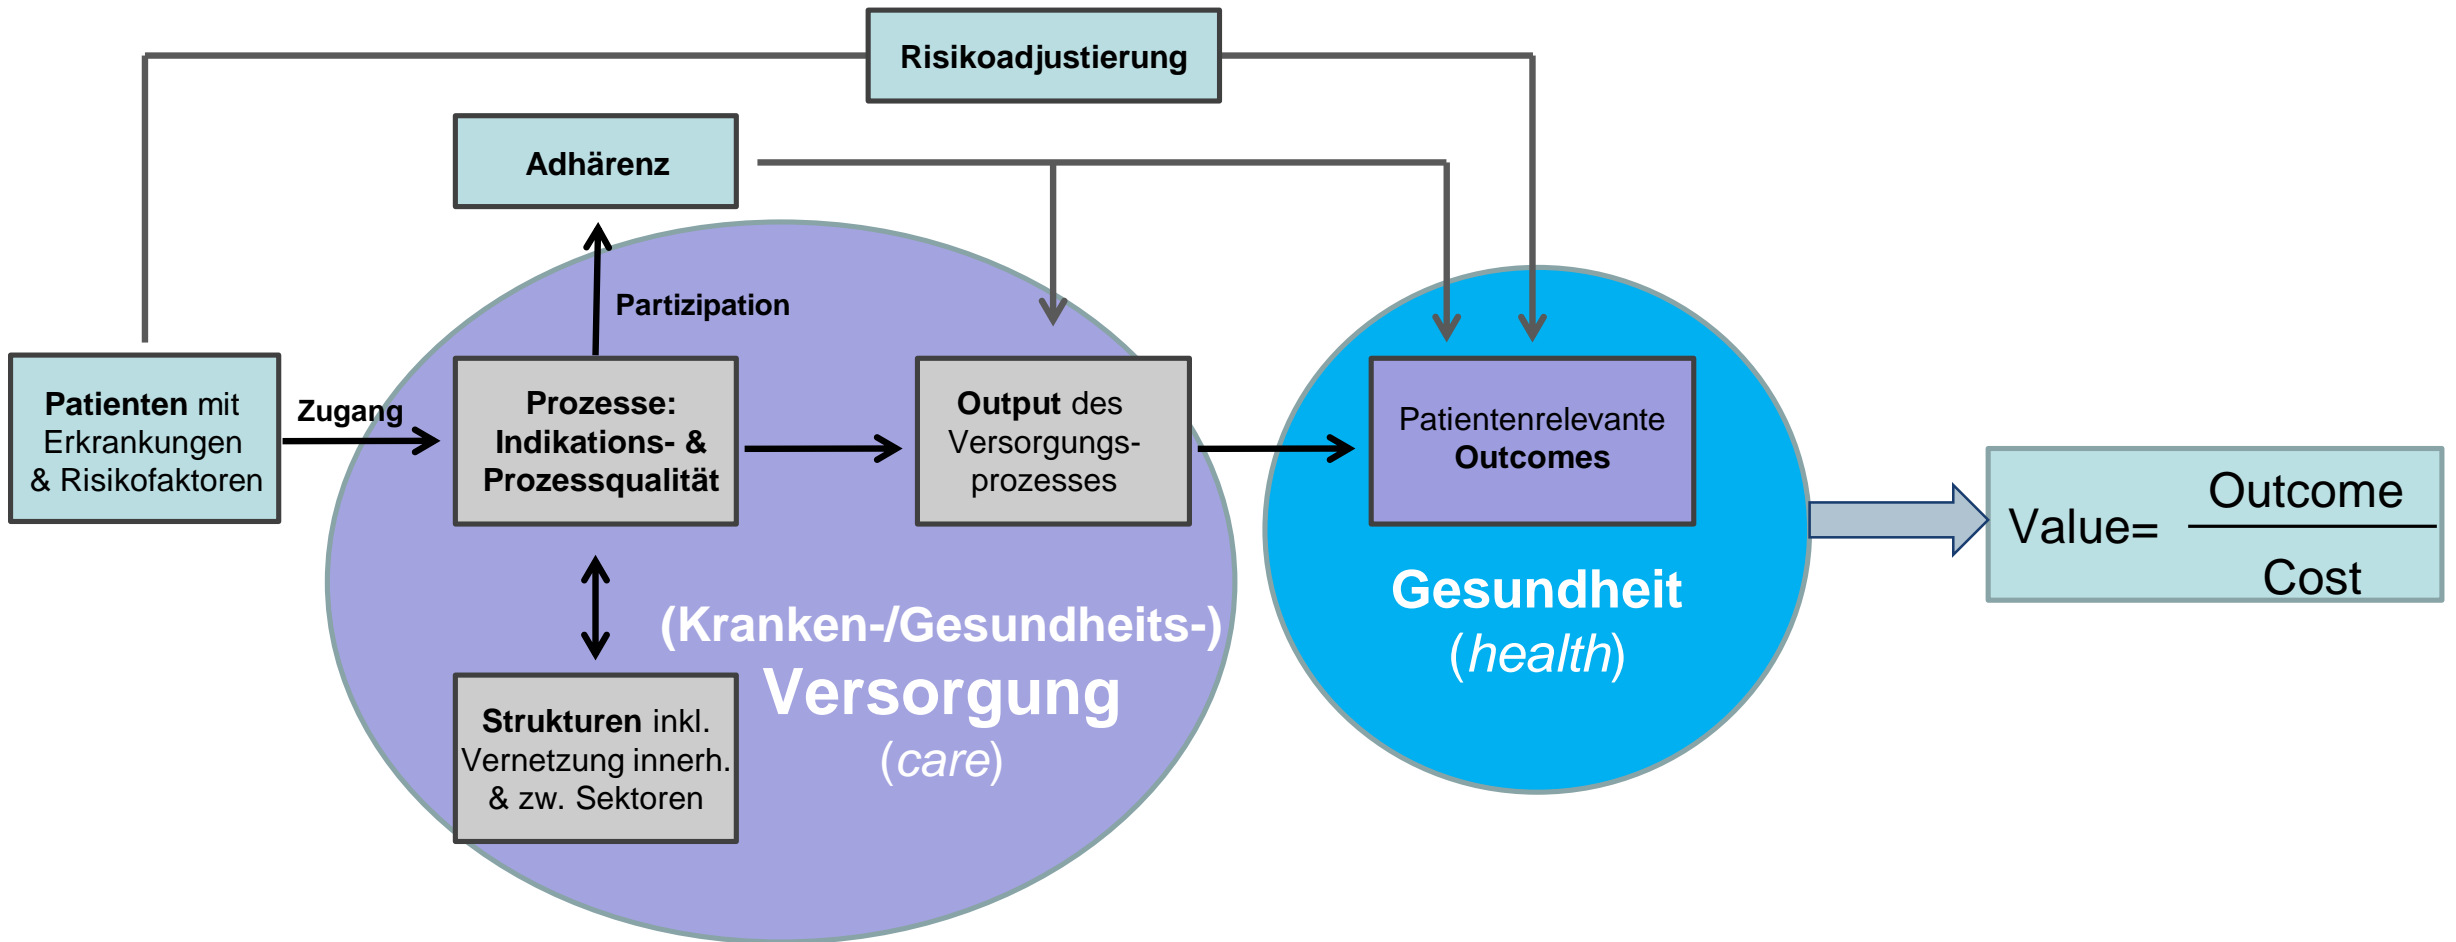 Risikoadjustierung
Adhärenz
Partizipation
Patienten mit
Erkrankungen
& Risikofaktoren
Zugang
Prozesse:
Indikations- &
Prozessqualität
Output des
Versorgungs-
prozesses
Patientenrelevante
Outcomes
Value=
Outcome
Cost
Gesundheit
(health)
(Kranken-/Gesundheits-)
Versorgung
(care)
Strukturen inkl.
Vernetzung innerh.
& zw. Sektoren